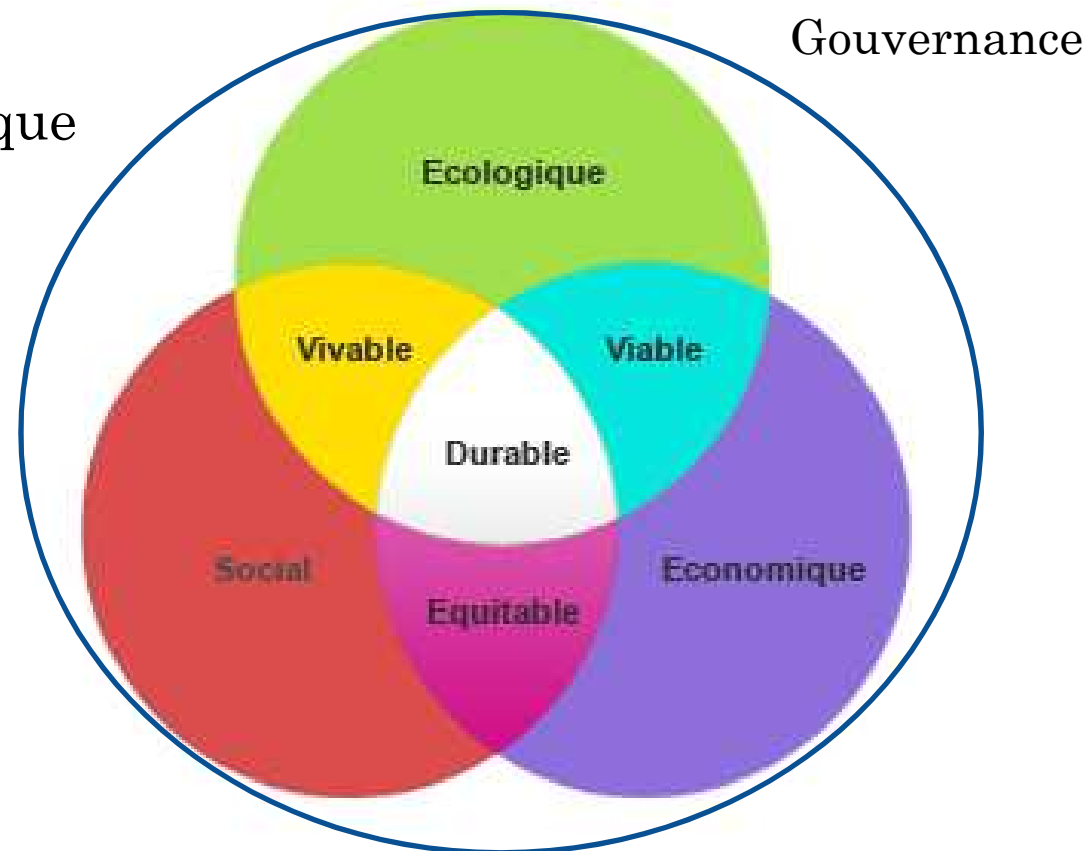 Gouvernance
que
Ecologique
Vivable
Viable
Durable
Social
Economique
Equitable